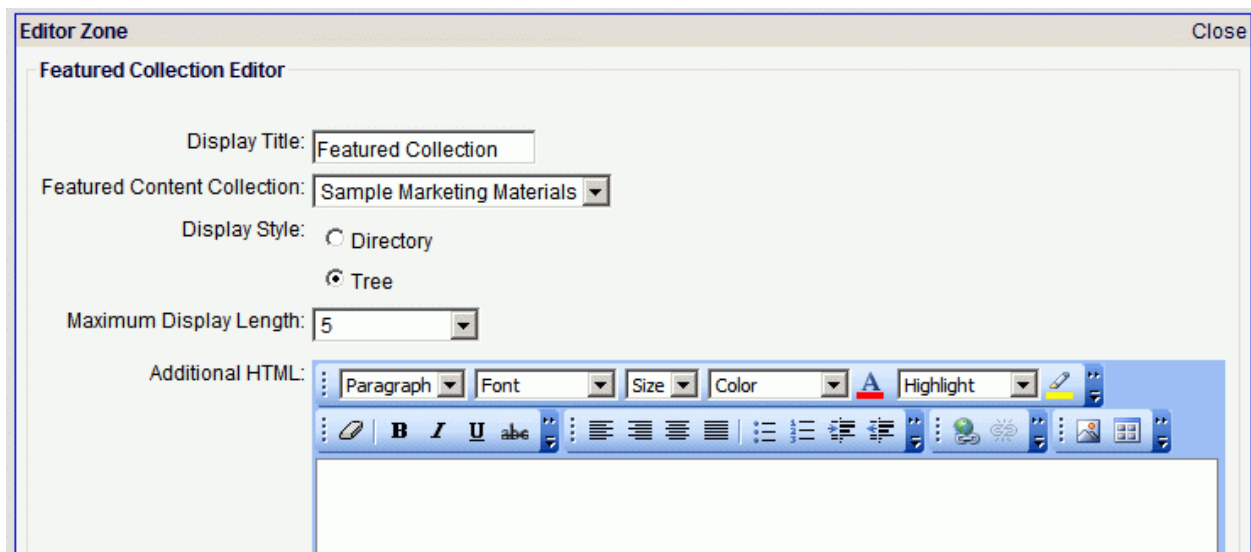 Editor Zone Close
Featured Collection Editor
Display Title: Featured Collection
Featured Content Collection: Sample Marketing Materials
Display Style: Directory
Tree
Maximum Display Length: 5
Additional HTML: Paragraph Font Size Color A Highlight
B I U abc